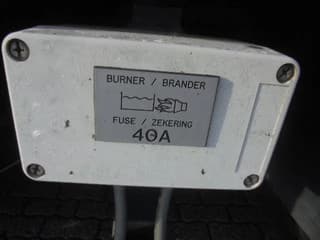 BURNER / BRANDER
FUSE / ZEKERING
40A